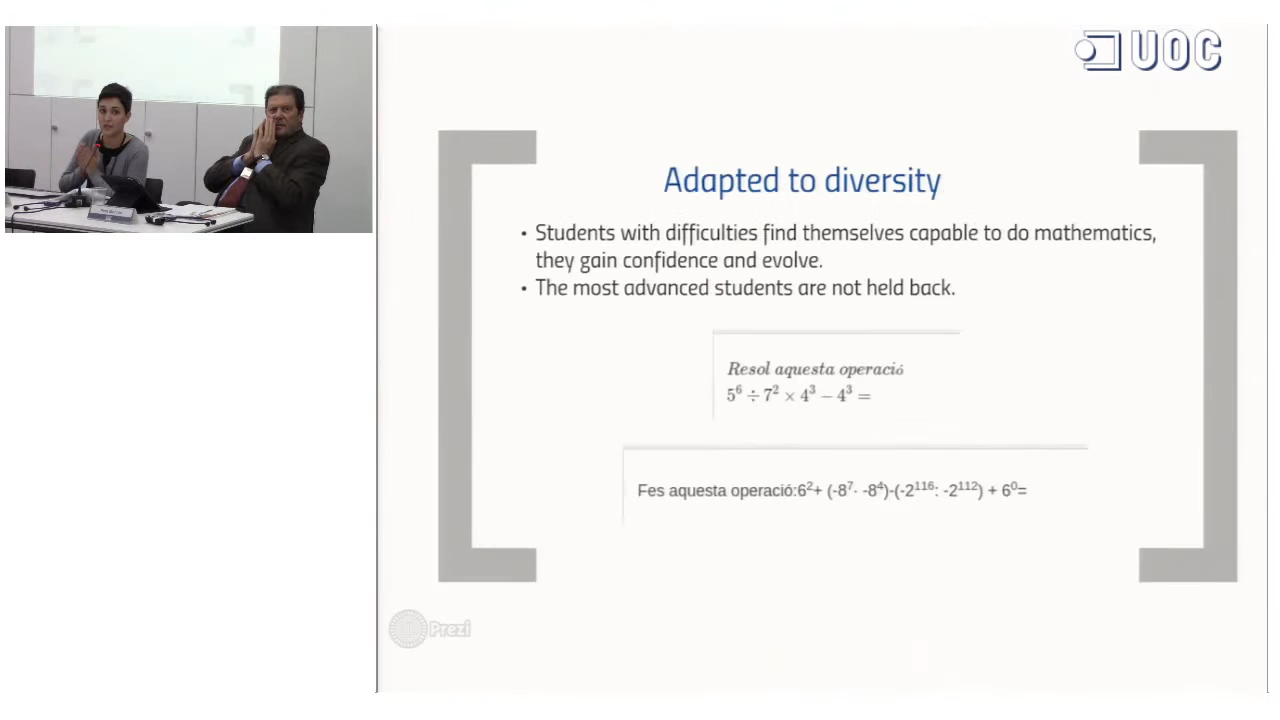 UOC
Adapted to diversity
• Students with difficulties find themselves capable to do mathematics,
they gain confidence and evolve.
• The most advanced students are not held back.
Resol aquesta operació
5⁶ ÷ 7² × 4³ − 4³ =
Fes aquesta operació:6²+ (-8⁷· -8⁴)-(-2¹¹⁶: -2¹¹²) + 6⁰=
Prezi